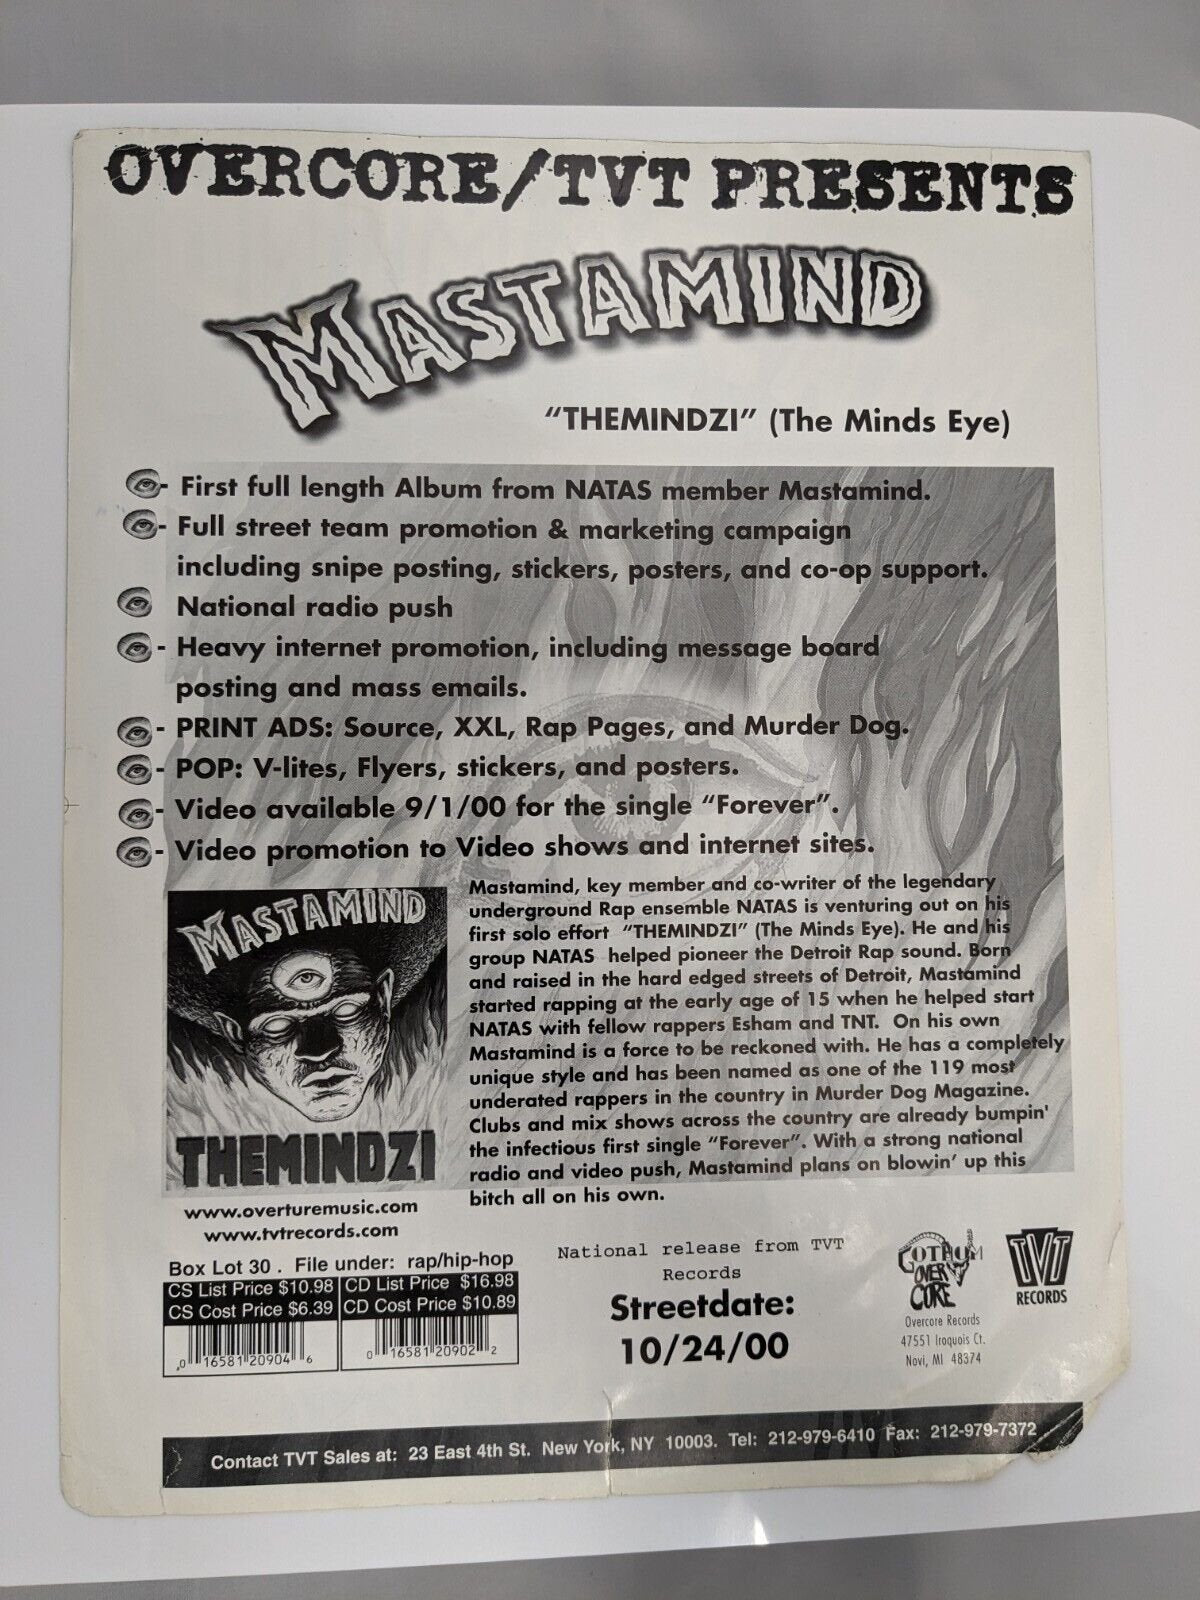 OVERCORE/TVT PRESENTS
MASTAMIND
"THEMINDZI" (The Minds Eye)
- First full length Album from NATAS member Mastamind.
- Full street team promotion & marketing campaign
including snipe posting, stickers, posters, and co-op support.
National radio push
- Heavy internet promotion, including message board
posting and mass emails.
- PRINT ADS: Source, XXL, Rap Pages, and Murder Dog.
- POP: V-lites, Flyers, stickers, and posters.
- Video available 9/1/00 for the single "Forever".
- Video promotion to Video shows and internet sites.
MASTAMIND
THEMINDZI
Mastamind, key member and co-writer of the legendary
underground Rap ensemble NATAS is venturing out on his
first solo effort "THEMINDZI" (The Minds Eye). He and his
group NATAS helped pioneer the Detroit Rap sound. Born
and raised in the hard edged streets of Detroit, Mastamind
started rapping at the early age of 15 when he helped start
NATAS with fellow rappers Esham and TNT. On his own
Mastamind is a force to be reckoned with. He has a completely
unique style and has been named as one of the 119 most
underated rappers in the country in Murder Dog Magazine.
Clubs and mix shows across the country are already bumpin'
the infectious first single "Forever". With a strong national
radio and video push, Mastamind plans on blowin' up this
bitch all on his own.
www.overturemusic.com
www.tvtrecords.com
Box Lot 30 . File under: rap/hip-hop
CS List Price $10.98 CD List Price $16.98
CS Cost Price $6.39 CD Cost Price $10.89
0 16581 20904 6
0 16581 20902 2
National release from TVT
Records
Streetdate:
10/24/00
GOTHOM
OVER
CORE
Overcore Records
47551 Iroquois Ct.
Novi, MI 48374
TVT
RECORDS
Contact TVT Sales at: 23 East 4th St. New York, NY 10003. Tel: 212-979-6410 Fax: 212-979-7372